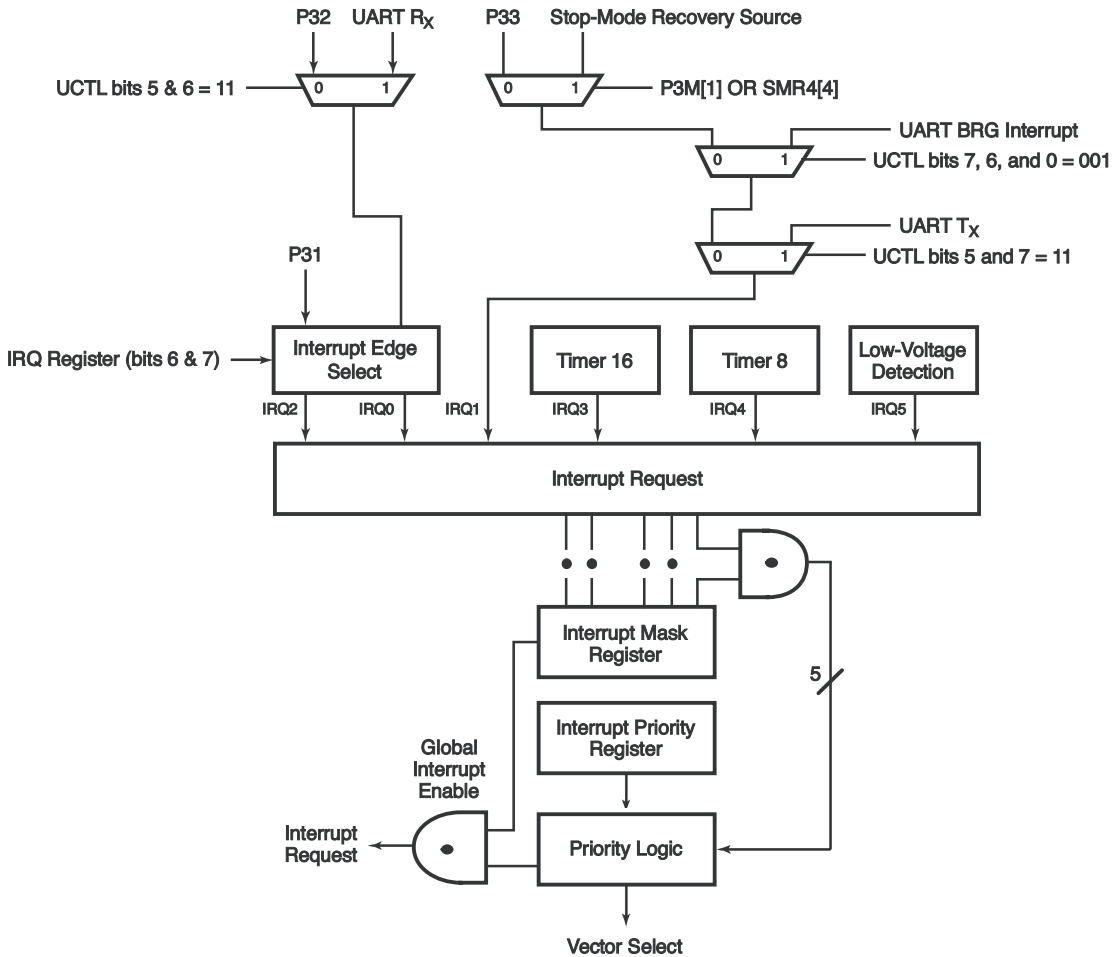 P32 UART RX P33 Stop-Mode Recovery Source
UCTL bits 5 & 6 = 11 0 1 0 1 P3M[1] OR SMR4[4]
UART BRG Interrupt
0 1 UCTL bits 7, 6, and 0 = 001
UART TX
P31 0 1 UCTL bits 5 and 7 = 11
IRQ Register (bits 6 & 7)
Interrupt Edge
Select
Timer 16
Timer 8
Low-Voltage
Detection
IRQ2 IRQ0 IRQ1 IRQ3 IRQ4 IRQ5
Interrupt Request
Interrupt Mask
Register
5
Interrupt Priority
Register
Global
Interrupt
Enable
Interrupt
Request
Priority Logic
Vector Select